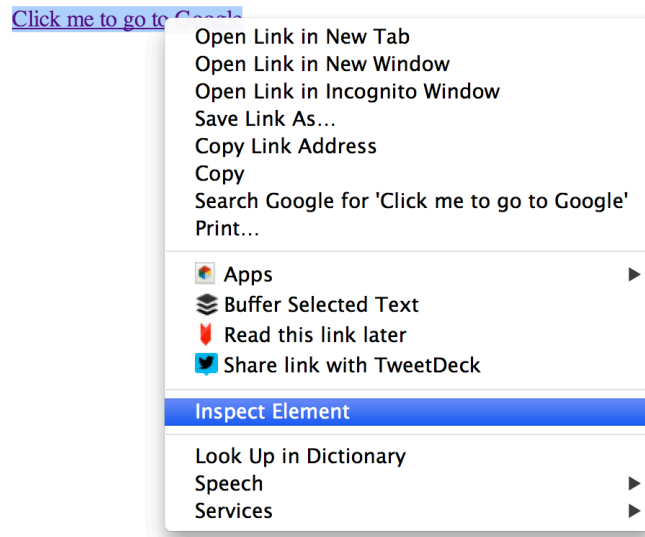 Click me to go to Google
Open Link in New Tab
Open Link in New Window
Open Link in Incognito Window
Save Link As...
Copy Link Address
Copy
Search Google for 'Click me to go to Google'
Print...
Apps
Buffer Selected Text
Read this link later
Share link with TweetDeck
Inspect Element
Look Up in Dictionary
Speech
Services